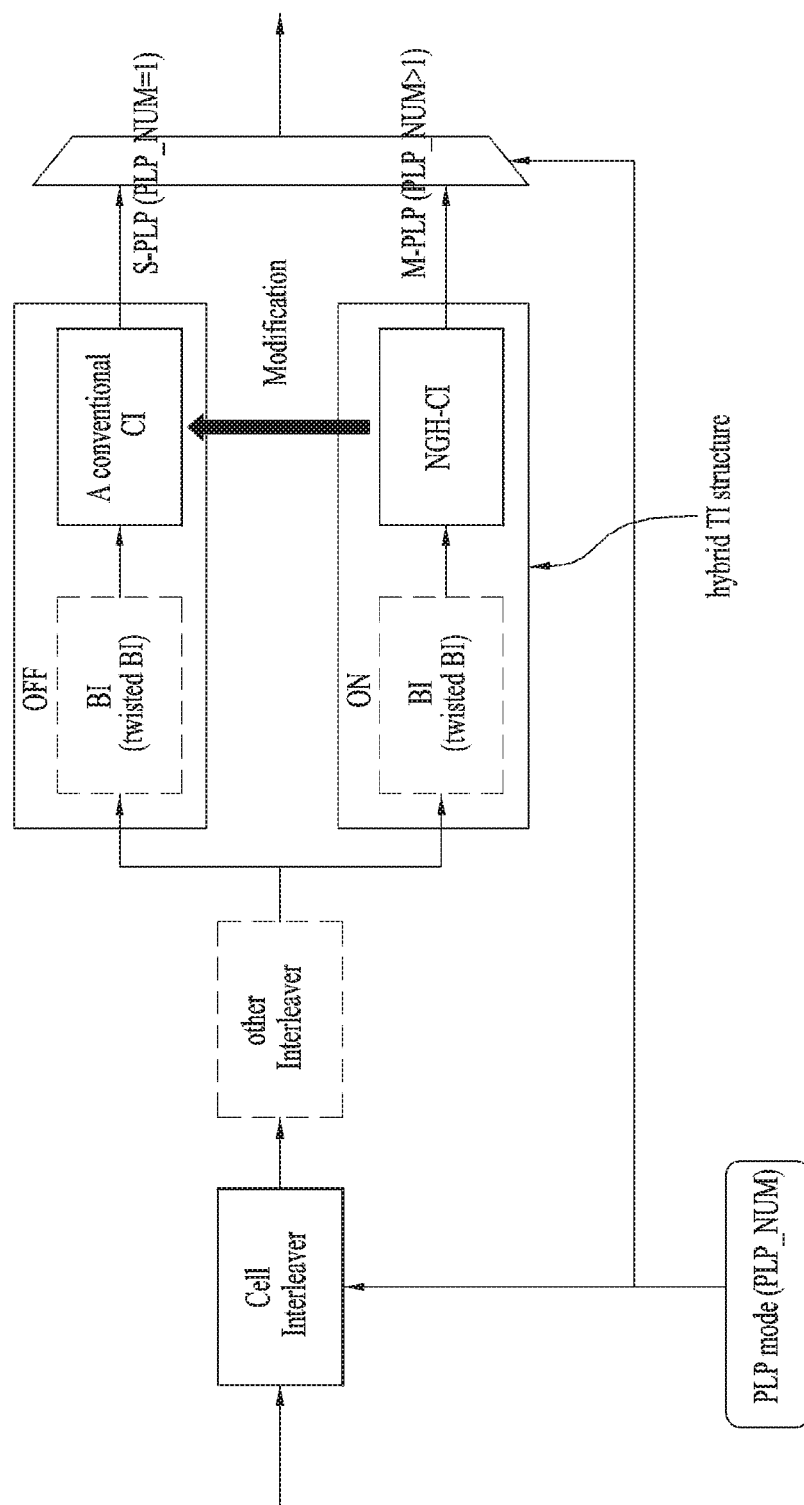 Cell
Interleaver
other
Interleaver
OFF
BI
(twisted BI)
A conventional
CI
S-PLP (PLP_NUM=1)
Modification
ON
BI
(twisted BI)
NGH-CI
M-PLP (PLP_NUM>1)
hybrid TI structure
PLP mode (PLP_NUM)